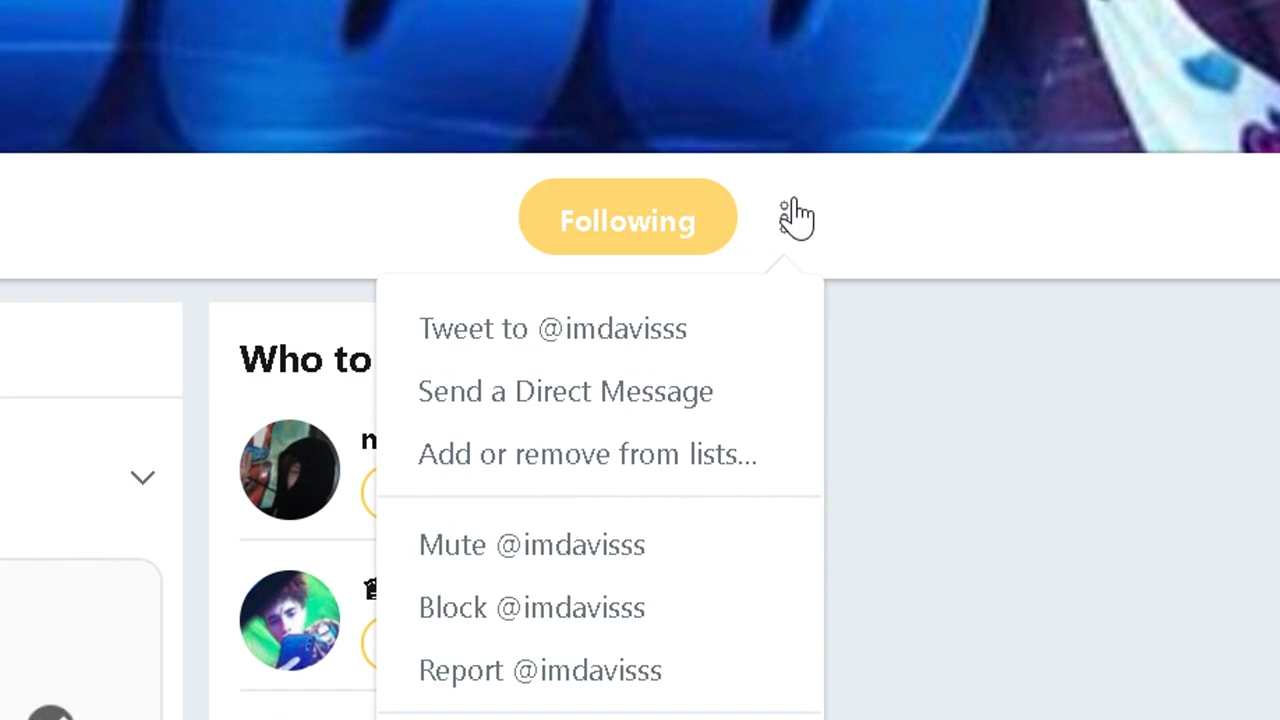 Following
Tweet to @imdavisss
Who to
Send a Direct Message
Add or remove from lists...
Mute @imdavisss
Block @imdavisss
Report @imdavisss